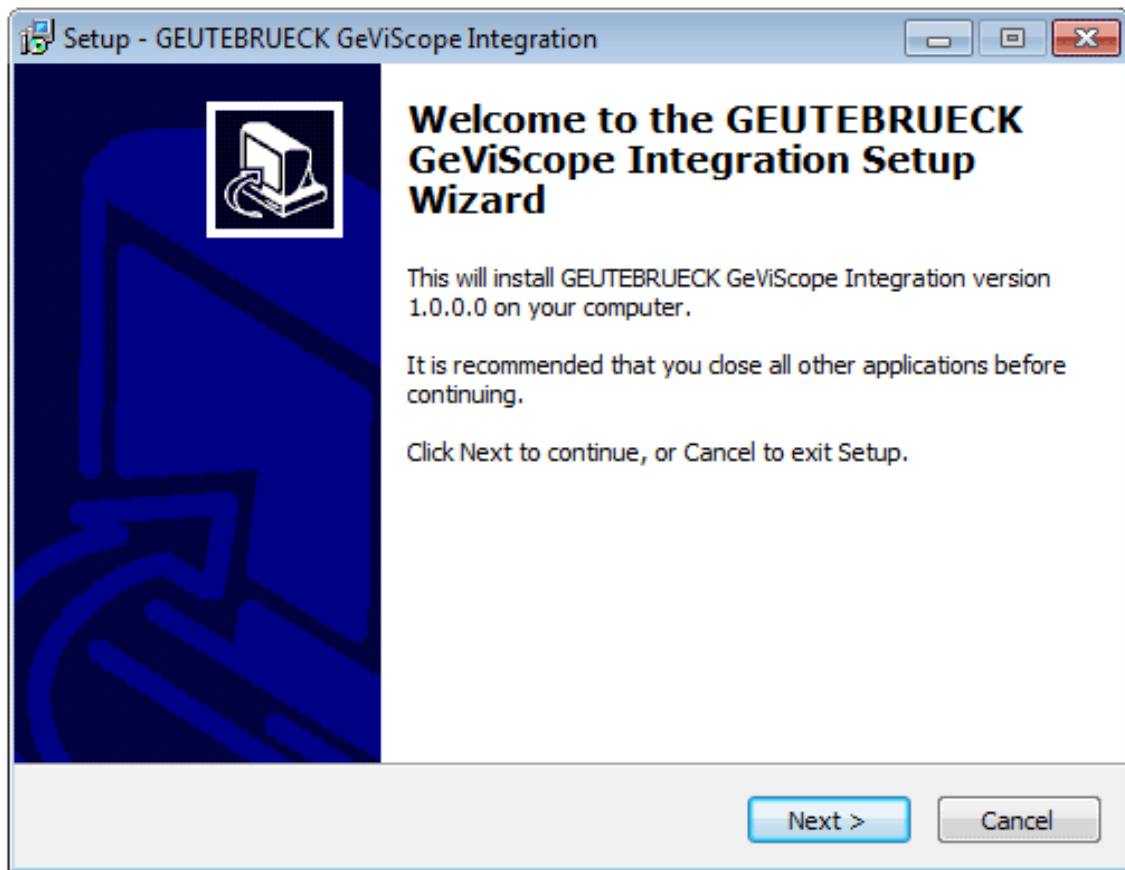 Setup - GEUTEBRUECK GeViScope Integration
Welcome to the GEUTEBRUECK
GeViScope Integration Setup
Wizard
This will install GEUTEBRUECK GeViScope Integration version
1.0.0.0 on your computer.
It is recommended that you close all other applications before
continuing.
Click Next to continue, or Cancel to exit Setup.
Next >
Cancel